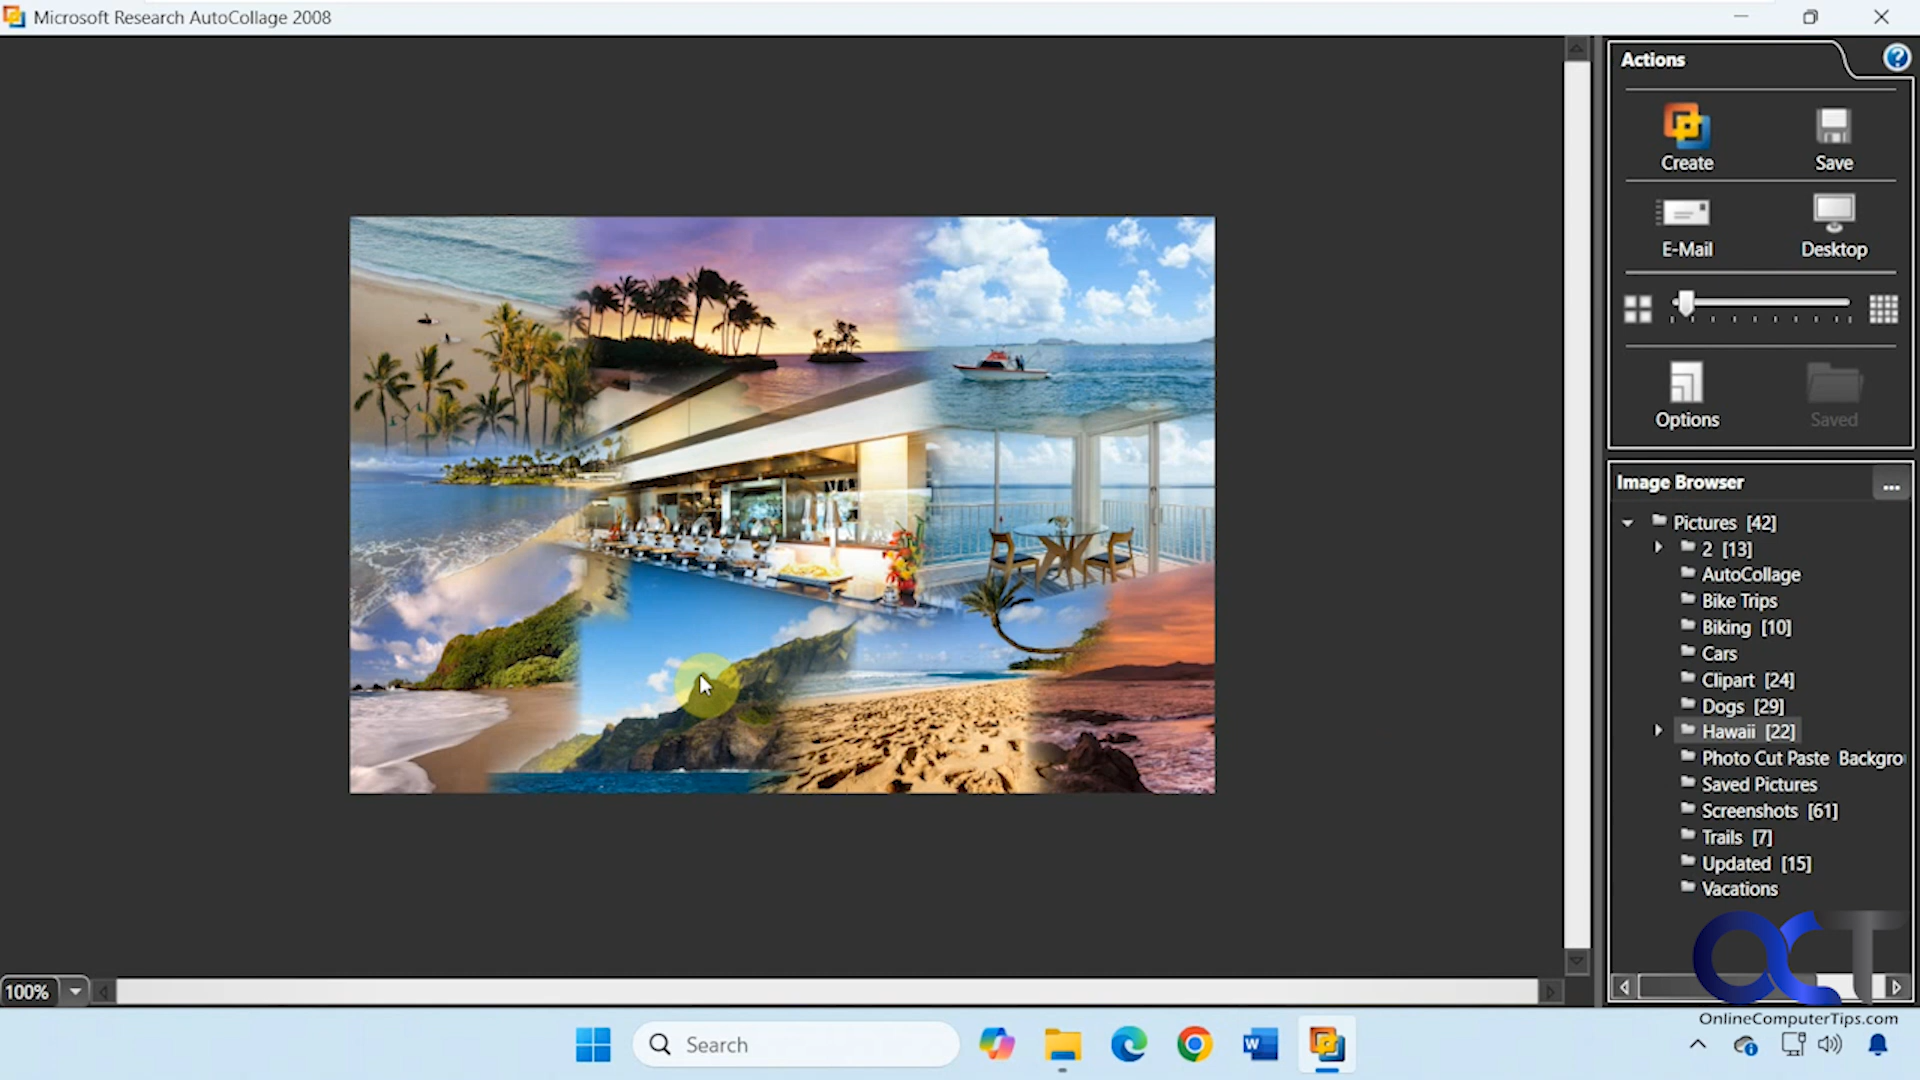 Microsoft Research AutoCollage 2008
Actions
?
Create
Save
E-Mail
Desktop
Options
Saved
Image Browser
...
Pictures [42]
2 [13]
AutoCollage
Bike Trips
Biking [10]
Cars
Clipart [24]
Dogs [29]
Hawaii [22]
Photo Cut Paste Backgro
Saved Pictures
Screenshots [61]
Trails [7]
Updated [15]
Vacations
OCT
OnlineComputerTips.com
100%
Search
W